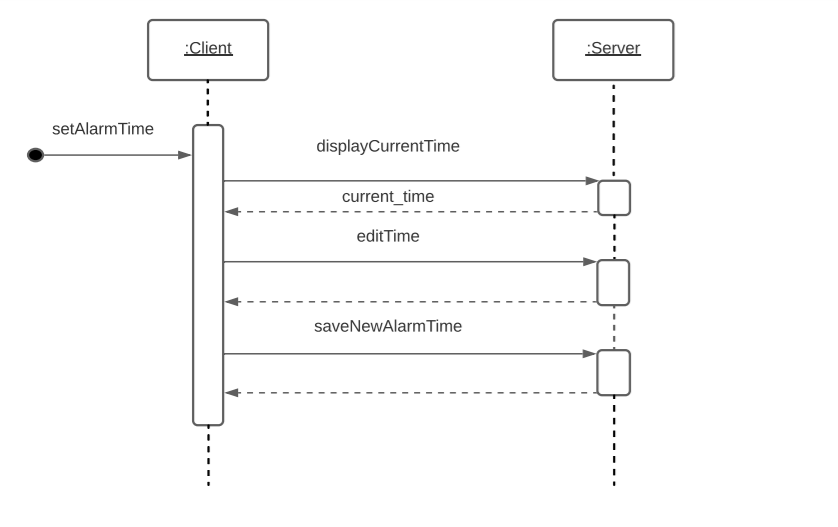 :Client
:Server
setAlarmTime
displayCurrentTime
current_time
editTime
saveNewAlarmTime